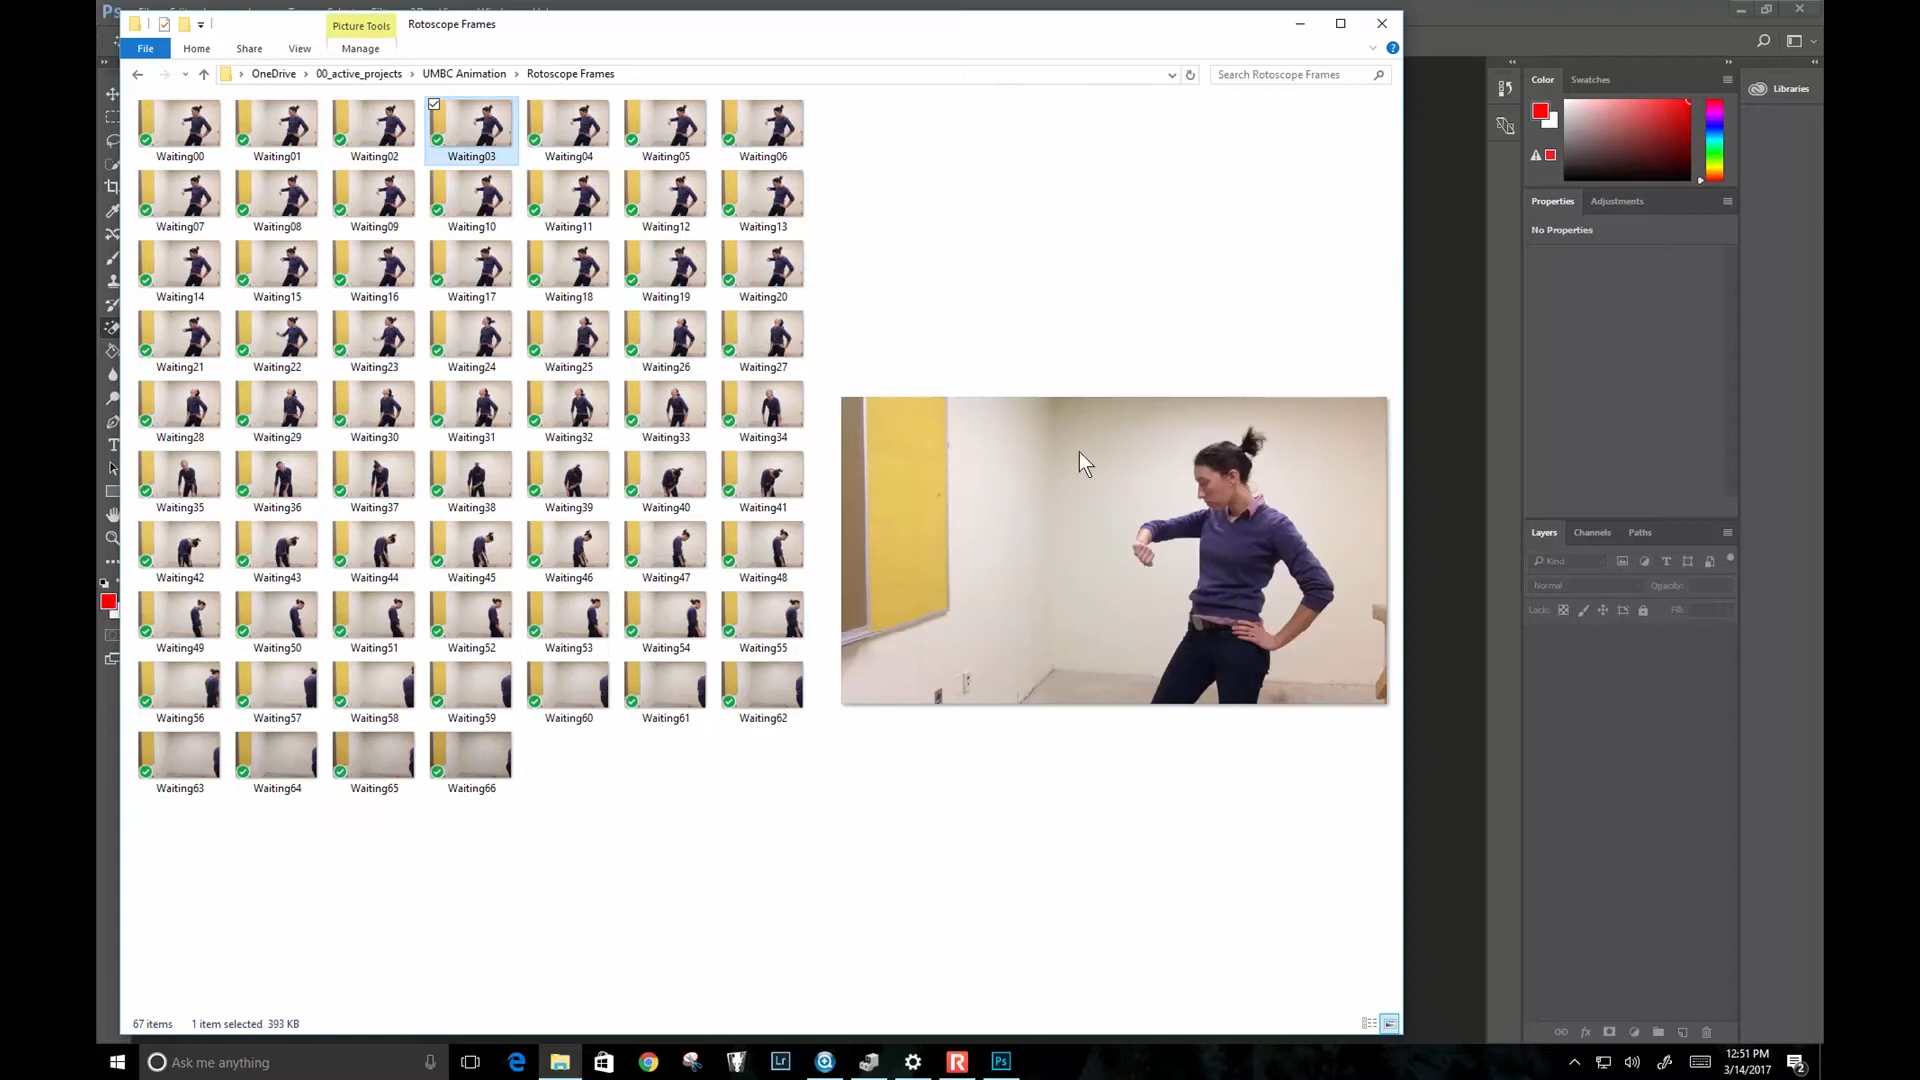 Ps
Picture Tools
Rotoscope Frames
File
Home
Share
View
Manage
OneDrive
00_active_projects
UMBC Animation
Rotoscope Frames
Search Rotoscope Frames
Waiting00 Waiting01 Waiting02 Waiting03 Waiting04 Waiting05 Waiting06
Waiting07 Waiting08 Waiting09 Waiting10 Waiting11 Waiting12 Waiting13
Waiting14 Waiting15 Waiting16 Waiting17 Waiting18 Waiting19 Waiting20
Waiting21 Waiting22 Waiting23 Waiting24 Waiting25 Waiting26 Waiting27
Waiting28 Waiting29 Waiting30 Waiting31 Waiting32 Waiting33 Waiting34
Waiting35 Waiting36 Waiting37 Waiting38 Waiting39 Waiting40 Waiting41
Waiting42 Waiting43 Waiting44 Waiting45 Waiting46 Waiting47 Waiting48
Waiting49 Waiting50 Waiting51 Waiting52 Waiting53 Waiting54 Waiting55
Waiting56 Waiting57 Waiting58 Waiting59 Waiting60 Waiting61 Waiting62
Waiting63 Waiting64 Waiting65 Waiting66
67 items
1 item selected 393 KB
Color
Swatches
Libraries
Properties
Adjustments
No Properties
Layers
Channels
Paths
Kind
Normal
Opacity:
Lock:
Fill:
Ask me anything
Lr
R
Ps
12:51 PM
3/14/2017
2